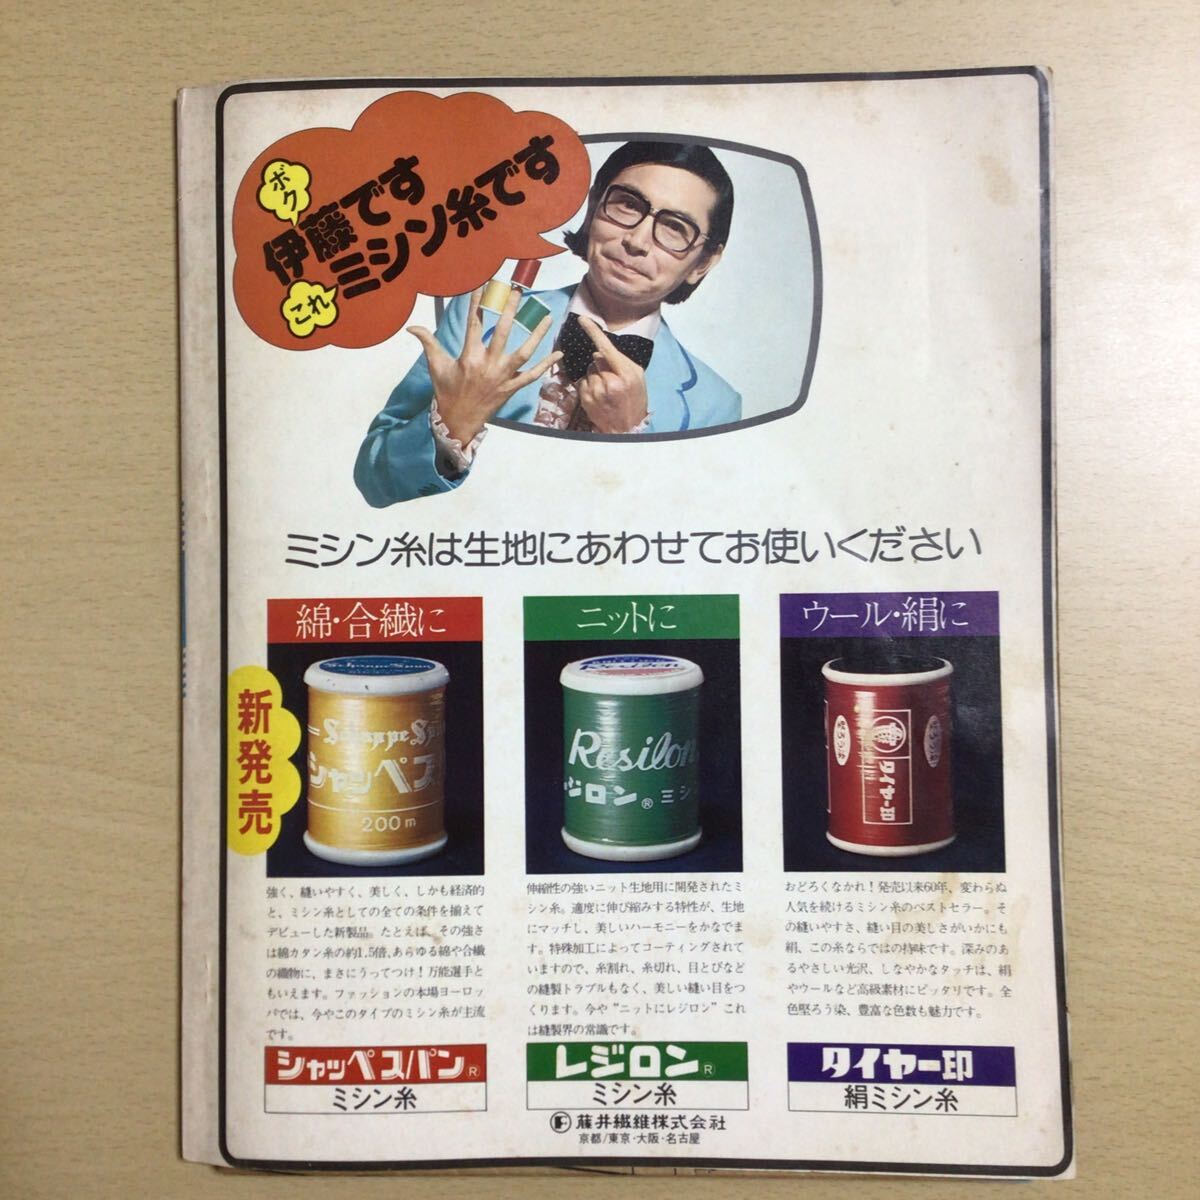 ボク
伊藤です
これ
ミシン糸です
ミシン糸は生地にあわせてお使いください
新発売
綿・合繊に
Schappe Spun
シャッペス
200m
強く、縫いやすく、美しく、しかも経済的
と、ミシン糸としての全ての条件を揃えて
デビューした新製品。たとえば、その強さ
は綿カタン糸の約1.5倍、あらゆる綿や合繊
の織物に、まさにうってつけ！万能選手と
もいえます。ファッションの本場ヨーロッ
パでは、今やこのタイプのミシン糸が主流
です。
シャッペスパン®
ミシン糸
ニットに
Resilon
Resilon
ジロン® ミシ
伸縮性の強いニット生地用に開発されたミ
シン糸。適度に伸び縮みする特性が、生地
にマッチし、美しいハーモニーをかなでま
す。特殊加工によってコーティングされて
いますので、糸割れ、糸切れ、目とびなど
の縫製トラブルもなく、美しい縫い目をつ
くります。今や“ニットにレジロン”これ
は縫製界の常識です。
レジロン®
ミシン糸
ウール・絹に
タイヤー印
おどろくなかれ！発売以来60年、変わらぬ
人気を続けるミシン糸のベストセラー。そ
の縫いやすさ、縫い目の美しさがいかにも
絹、この糸ならではの特味です。深みのあ
るやさしい光沢、しなやかなタッチは、絹
やウールなど高級素材にピッタリです。全
色堅ろう染、豊富な色数も魅力です。
タイヤー印
絹ミシン糸
F 藤井繊維株式会社
京都/東京・大阪・名古屋